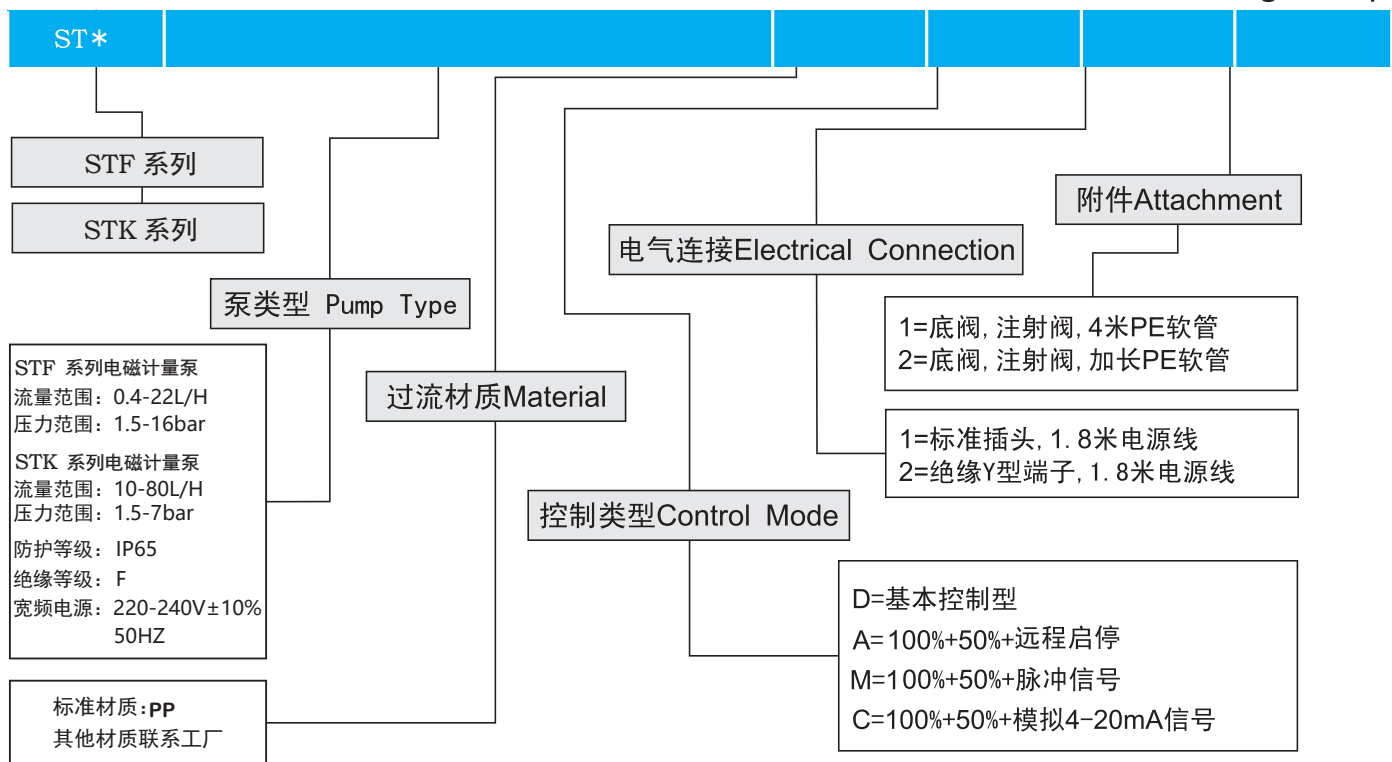 ST*
STF 系列
STK 系列
附件Attachment
电气连接Electrical Connection
泵类型 Pump Type
1=底阀, 注射阀, 4米PE软管
2=底阀, 注射阀, 加长PE软管
STF 系列电磁计量泵
流量范围: 0.4-22L/H
压力范围: 1.5-16bar
STK 系列电磁计量泵
流量范围: 10-80L/H
压力范围: 1.5-7bar
防护等级: IP65
绝缘等级: F
宽频电源: 220-240V±10%
50HZ
过流材质Material
1=标准插头, 1.8米电源线
2=绝缘Y型端子, 1.8米电源线
控制类型Control Mode
D=基本控制型
A=100%+50%+远程启停
M=100%+50%+脉冲信号
C=100%+50%+模拟4-20mA信号
标准材质:PP
其他材质联系工厂